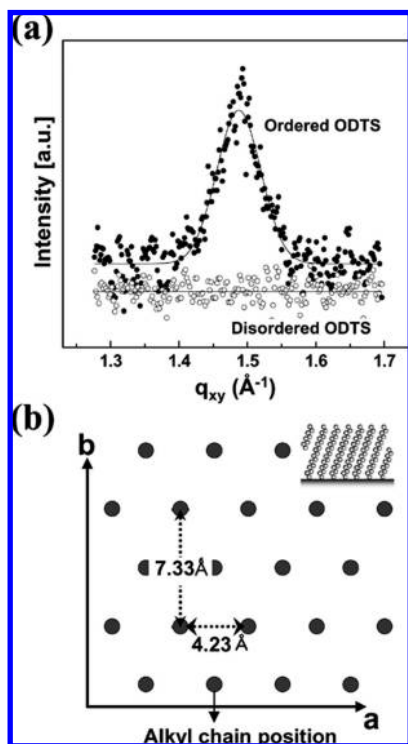 (a)
Intensity [a.u.]
Ordered ODTS
Disordered ODTS
1.3 1.4 1.5 1.6 1.7
qxy (Å-1)
(b)
b
7.33Å
4.23 Å
a
Alkyl chain position